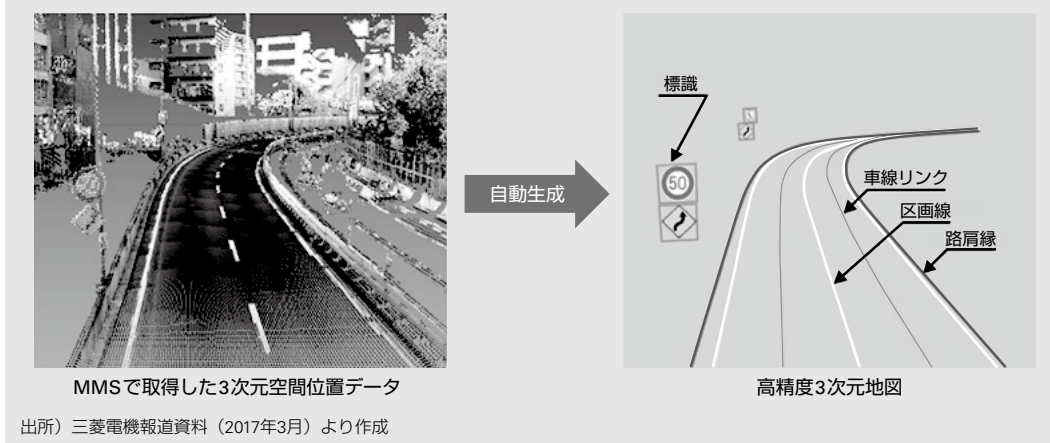 標識
50
自動生成
車線リンク
区画線
路肩縁
MMSで取得した3次元空間位置データ
高精度3次元地図
出所）三菱電機報道資料（2017年3月）より作成